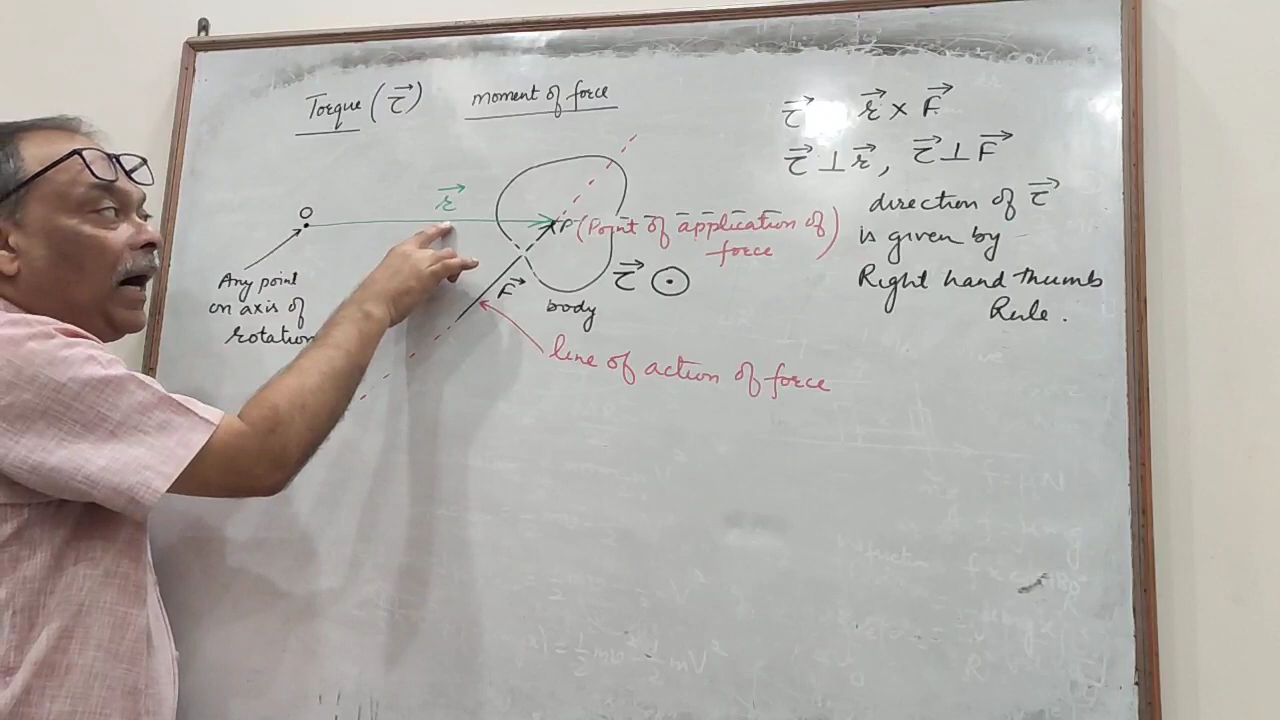 Torque (τ⃗)
moment of force
τ⃗ r⃗ × F⃗
τ⃗ ⊥ r⃗, τ⃗ ⊥ F⃗
direction of τ⃗
is given by
Right hand thumb
Rule.
O
r⃗
P (Point of application of
force)
Any point
on axis of
rotation
F⃗
body
τ⃗ ⊙
line of action of force